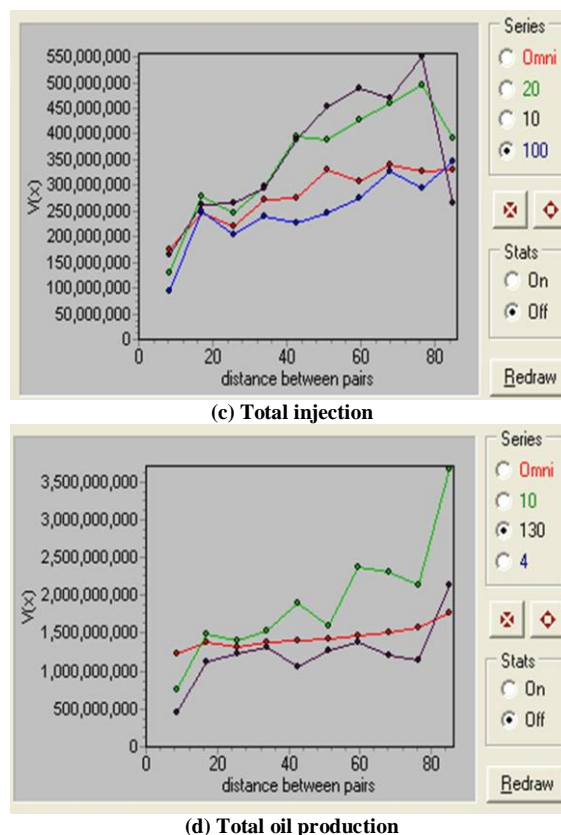 550,000,000
500,000,000
450,000,000
400,000,000
350,000,000
300,000,000
250,000,000
200,000,000
150,000,000
100,000,000
50,000,000
0
V(x)
0 20 40 60 80
distance between pairs
Series
Omni
20
10
100
Stats
On
Off
Redraw
(c) Total injection
3,500,000,000
3,000,000,000
2,500,000,000
2,000,000,000
1,500,000,000
1,000,000,000
500,000,000
0
V(x)
0 20 40 60 80
distance between pairs
Series
Omni
10
130
4
Stats
On
Off
Redraw
(d) Total oil production